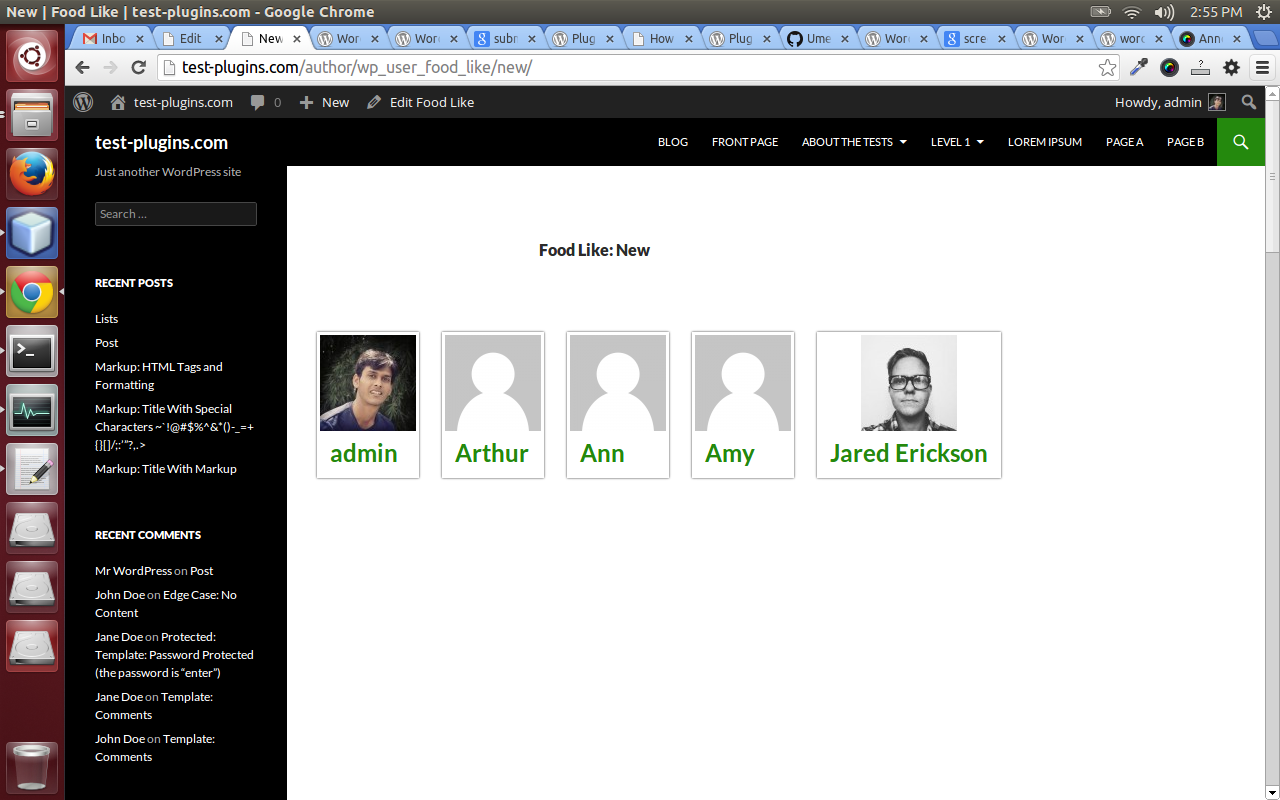 New | Food Like | test-plugins.com - Google Chrome
2:55 PM
Inbo
Edit
New
Wor
Wor
subr
Plug
How
Plug
Ume
Wor
scre
Wor
worc
Ann
test-plugins.com/author/wp_user_food_like/new/
test-plugins.com
0
New
Edit Food Like
Howdy, admin
test-plugins.com
BLOG
FRONT PAGE
ABOUT THE TESTS
LEVEL 1
LOREM IPSUM
PAGE A
PAGE B
Just another WordPress site
Search ...
RECENT POSTS
Lists
Post
Markup: HTML Tags and
Formatting
Markup: Title With Special
Characters ~`!@#$%^&*()-_=+
{}[]/;:'"?,.>
Markup: Title With Markup
RECENT COMMENTS
Mr WordPress on Post
John Doe on Edge Case: No
Content
Jane Doe on Protected:
Template: Password Protected
(the password is “enter”)
Jane Doe on Template:
Comments
John Doe on Template:
Comments
Food Like: New
admin
Arthur
Ann
Amy
Jared Erickson